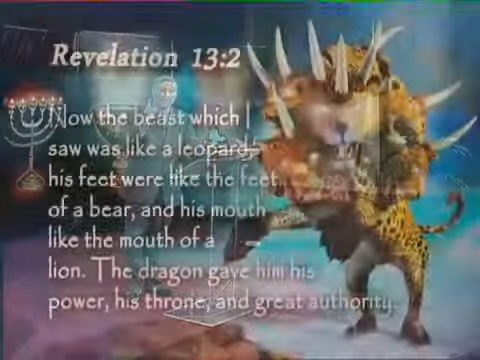 Revelation 13:2
Now the beast which I
saw was like a leopard,
his feet were like the feet
of a bear, and his mouth
like the mouth of a
lion. The dragon gave him his
power, his throne, and great authority.